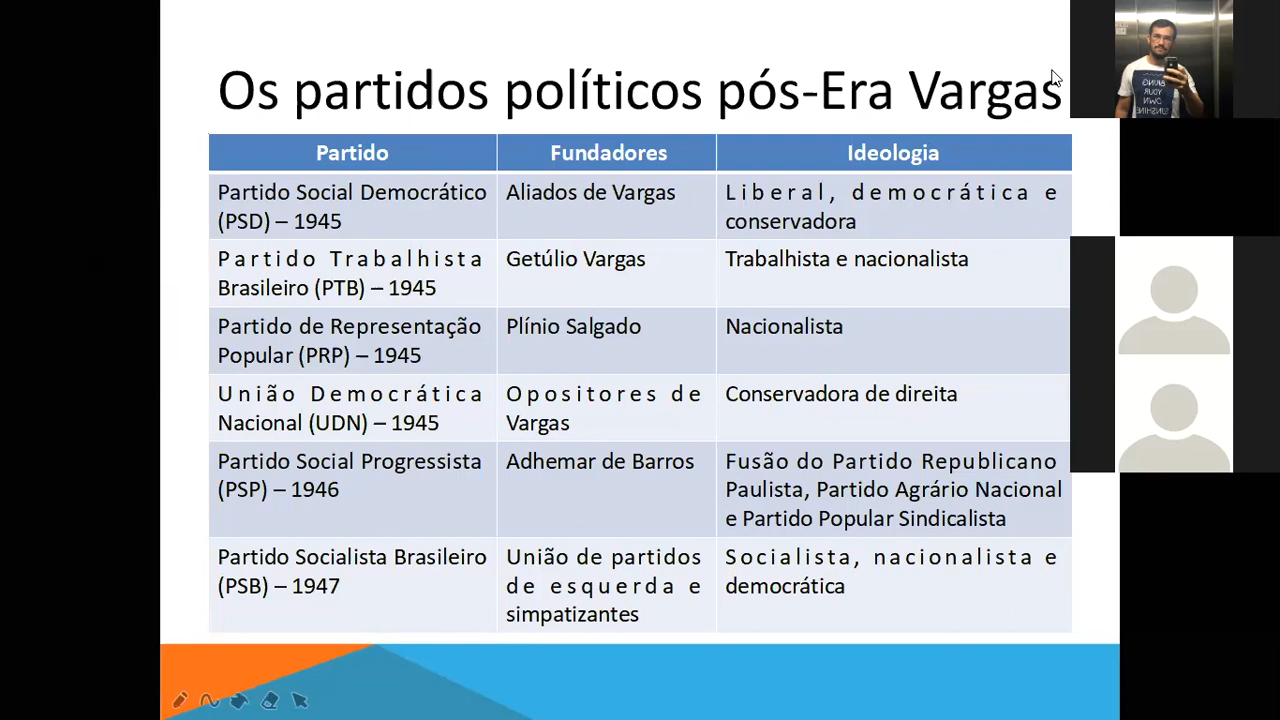 Os partidos políticos pós-Era Vargas
Partido Fundadores Ideologia
Partido Social Democrático
(PSD) – 1945
Aliados de Vargas
Liberal, democrática e
conservadora
Partido Trabalhista
Brasileiro (PTB) – 1945
Getúlio Vargas
Trabalhista e nacionalista
Partido de Representação
Popular (PRP) – 1945
Plínio Salgado
Nacionalista
União Democrática
Nacional (UDN) – 1945
Opositores de
Vargas
Conservadora de direita
Partido Social Progressista
(PSP) – 1946
Adhemar de Barros
Fusão do Partido Republicano
Paulista, Partido Agrário Nacional
e Partido Popular Sindicalista
Partido Socialista Brasileiro
(PSB) – 1947
União de partidos
de esquerda e
simpatizantes
Socialista, nacionalista e
democrática
YOUR
OWN